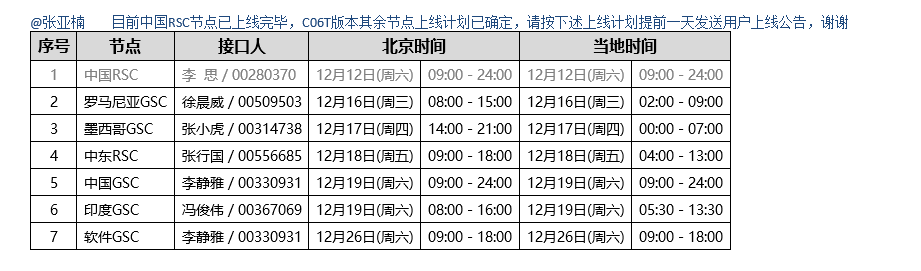 @张亚楠 目前中国RSC节点已上线完毕，C06T版本其余节点上线计划已确定，请按下述上线计划提前一天发送用户上线公告，谢谢
序号 节点 接口人 北京时间 当地时间
1 中国RSC 李 思 / 00280370 12月12日(周六) 09:00 - 24:00 12月12日(周六) 09:00 - 24:00
2 罗马尼亚GSC 徐晨威 / 00509503 12月16日(周三) 08:00 - 15:00 12月16日(周三) 02:00 - 09:00
3 墨西哥GSC 张小虎 / 00314738 12月17日(周四) 14:00 - 21:00 12月17日(周四) 00:00 - 07:00
4 中东RSC 张行国 / 00556685 12月18日(周五) 09:00 - 18:00 12月18日(周五) 04:00 - 13:00
5 中国GSC 李静雅 / 00330931 12月19日(周六) 09:00 - 24:00 12月19日(周六) 09:00 - 24:00
6 印度GSC 冯俊伟 / 00367069 12月19日(周六) 08:00 - 16:00 12月19日(周六) 05:30 - 13:30
7 软件GSC 李静雅 / 00330931 12月26日(周六) 09:00 - 18:00 12月26日(周六) 09:00 - 18:00